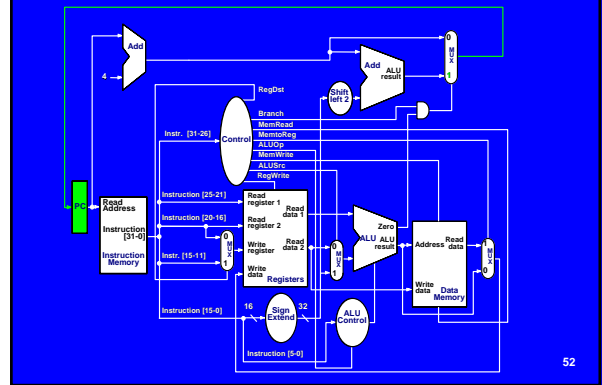 Add
4
0
M
U
X
1
Add
ALU
result
Shift
left 2
RegDst
Branch
MemRead
MemtoReg
ALUOp
MemWrite
ALUSrc
RegWrite
Instr. [31-26]
Control
PC
Read
Address
Instruction
[31-0]
Instruction
Memory
Instruction [25-21]
Instruction [20-16]
Instr. [15-11]
0
M
U
X
1
Read
register 1
Read
register 2
Write
register
Write
data
Read
data 1
Read
data 2
Registers
0
M
U
X
1
Zero
ALU
ALU
result
Address
Read
data
Write
data
Data
Memory
1
M
U
X
0
Instruction [15-0]
16
Sign
Extend
32
ALU
Control
Instruction [5-0]
52